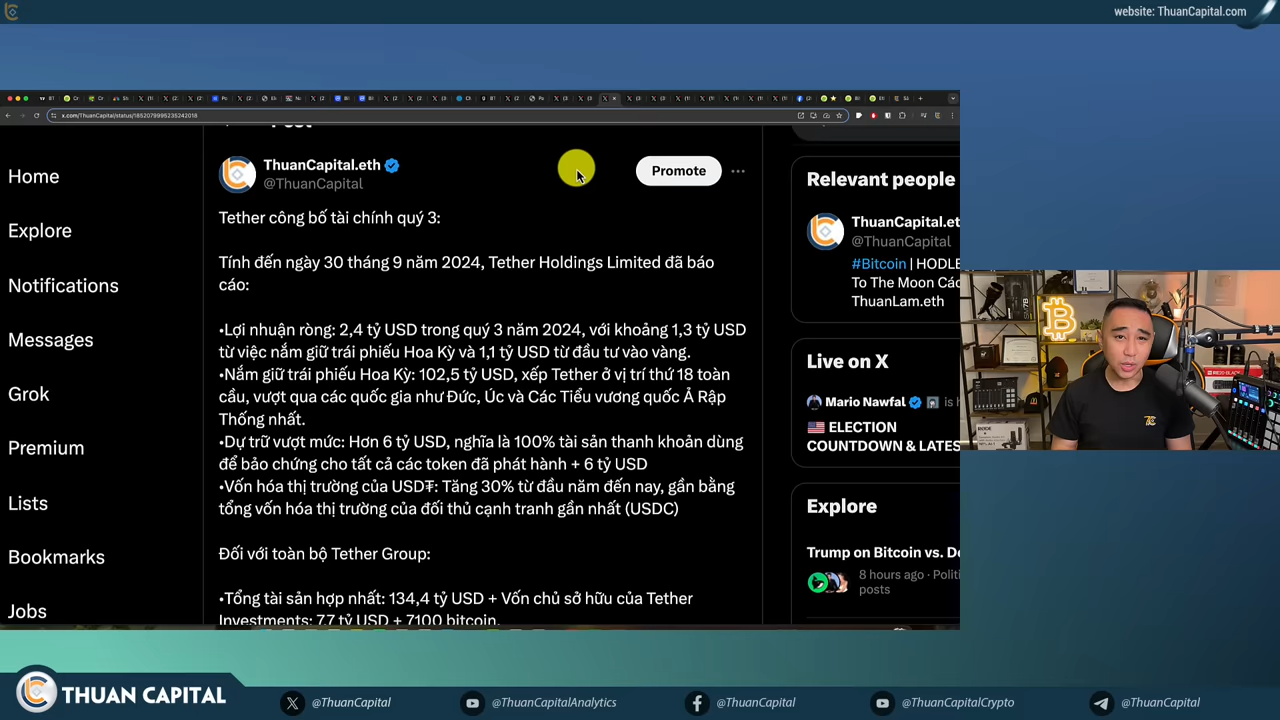 website: ThuanCapital.com
x.com/ThuanCapital/status/1852079995235242018
Post
Home
Explore
Notifications
Messages
Grok
Premium
Lists
Bookmarks
Jobs
ThuanCapital.eth
@ThuanCapital
Promote
Tether công bố tài chính quý 3:
Tính đến ngày 30 tháng 9 năm 2024, Tether Holdings Limited đã báo
cáo:
•Lợi nhuận ròng: 2,4 tỷ USD trong quý 3 năm 2024, với khoảng 1,3 tỷ USD
từ việc nắm giữ trái phiếu Hoa Kỳ và 1,1 tỷ USD từ đầu tư vào vàng.
•Nắm giữ trái phiếu Hoa Kỳ: 102,5 tỷ USD, xếp Tether ở vị trí thứ 18 toàn
cầu, vượt qua các quốc gia như Đức, Úc và Các Tiểu vương quốc Ả Rập
Thống nhất.
•Dự trữ vượt mức: Hơn 6 tỷ USD, nghĩa là 100% tài sản thanh khoản dùng
để bảo chứng cho tất cả các token đã phát hành + 6 tỷ USD
•Vốn hóa thị trường của USD₮: Tăng 30% từ đầu năm đến nay, gần bằng
tổng vốn hóa thị trường của đối thủ cạnh tranh gần nhất (USDC)
Đối với toàn bộ Tether Group:
•Tổng tài sản hợp nhất: 134,4 tỷ USD + Vốn chủ sở hữu của Tether
Investments: 7,7 tỷ USD + 7100 bitcoin.
Relevant people
ThuanCapital.et
@ThuanCapital
#Bitcoin | HODLE
To The Moon Các
ThuanLam.eth
Live on X
Mario Nawfal is h
ELECTION
COUNTDOWN & LATES
Explore
Trump on Bitcoin vs. De
8 hours ago · Politi
posts
THUAN CAPITAL
@ThuanCapital
@ThuanCapitalAnalytics
@ThuanCapital
@ThuanCapitalCrypto
@ThuanCapital